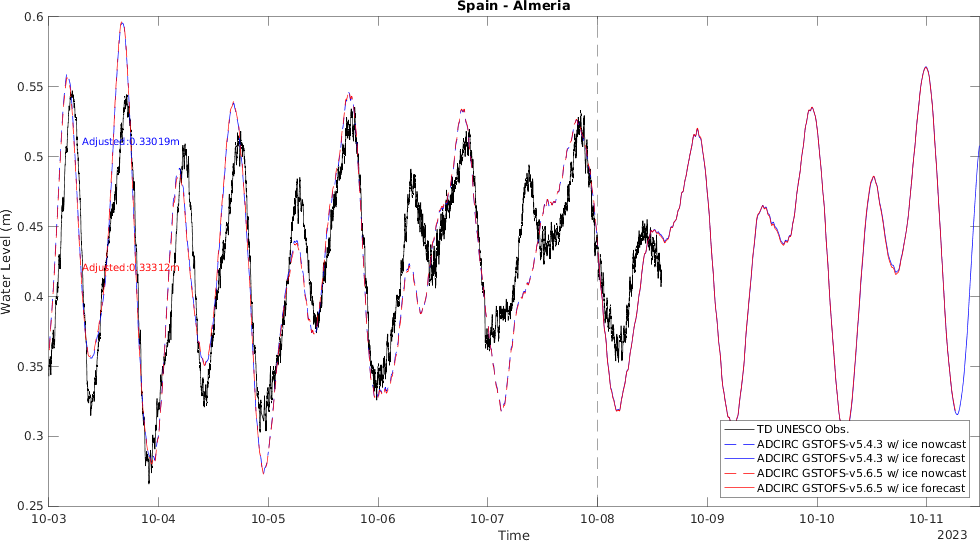 Spain - Almeria
0.6
0.55
0.5
0.45
0.4
0.35
0.3
0.25
Water Level (m)
Adjusted:0.33019m
Adjusted:0.33312m
TD UNESCO Obs.
ADCIRC GSTOFS-v5.4.3 w/ ice nowcast
ADCIRC GSTOFS-v5.4.3 w/ ice forecast
ADCIRC GSTOFS-v5.6.5 w/ ice nowcast
ADCIRC GSTOFS-v5.6.5 w/ ice forecast
10-03 10-04 10-05 10-06 10-07 10-08 10-09 10-10 10-11
Time
2023